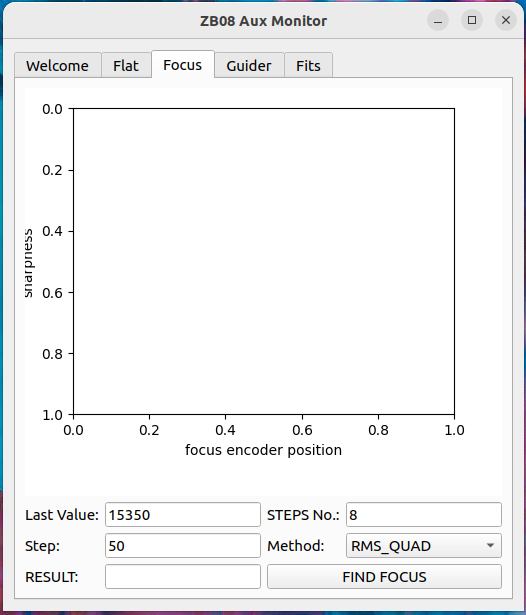 ZB08 Aux Monitor
Welcome Flat Focus Guider Fits
0.0
0.2
0.4
0.6
0.8
1.0
sharpness
0.0 0.2 0.4 0.6 0.8 1.0
focus encoder position
Last Value: 15350 STEPS No.: 8
Step: 50 Method: RMS_QUAD
RESULT: FIND FOCUS